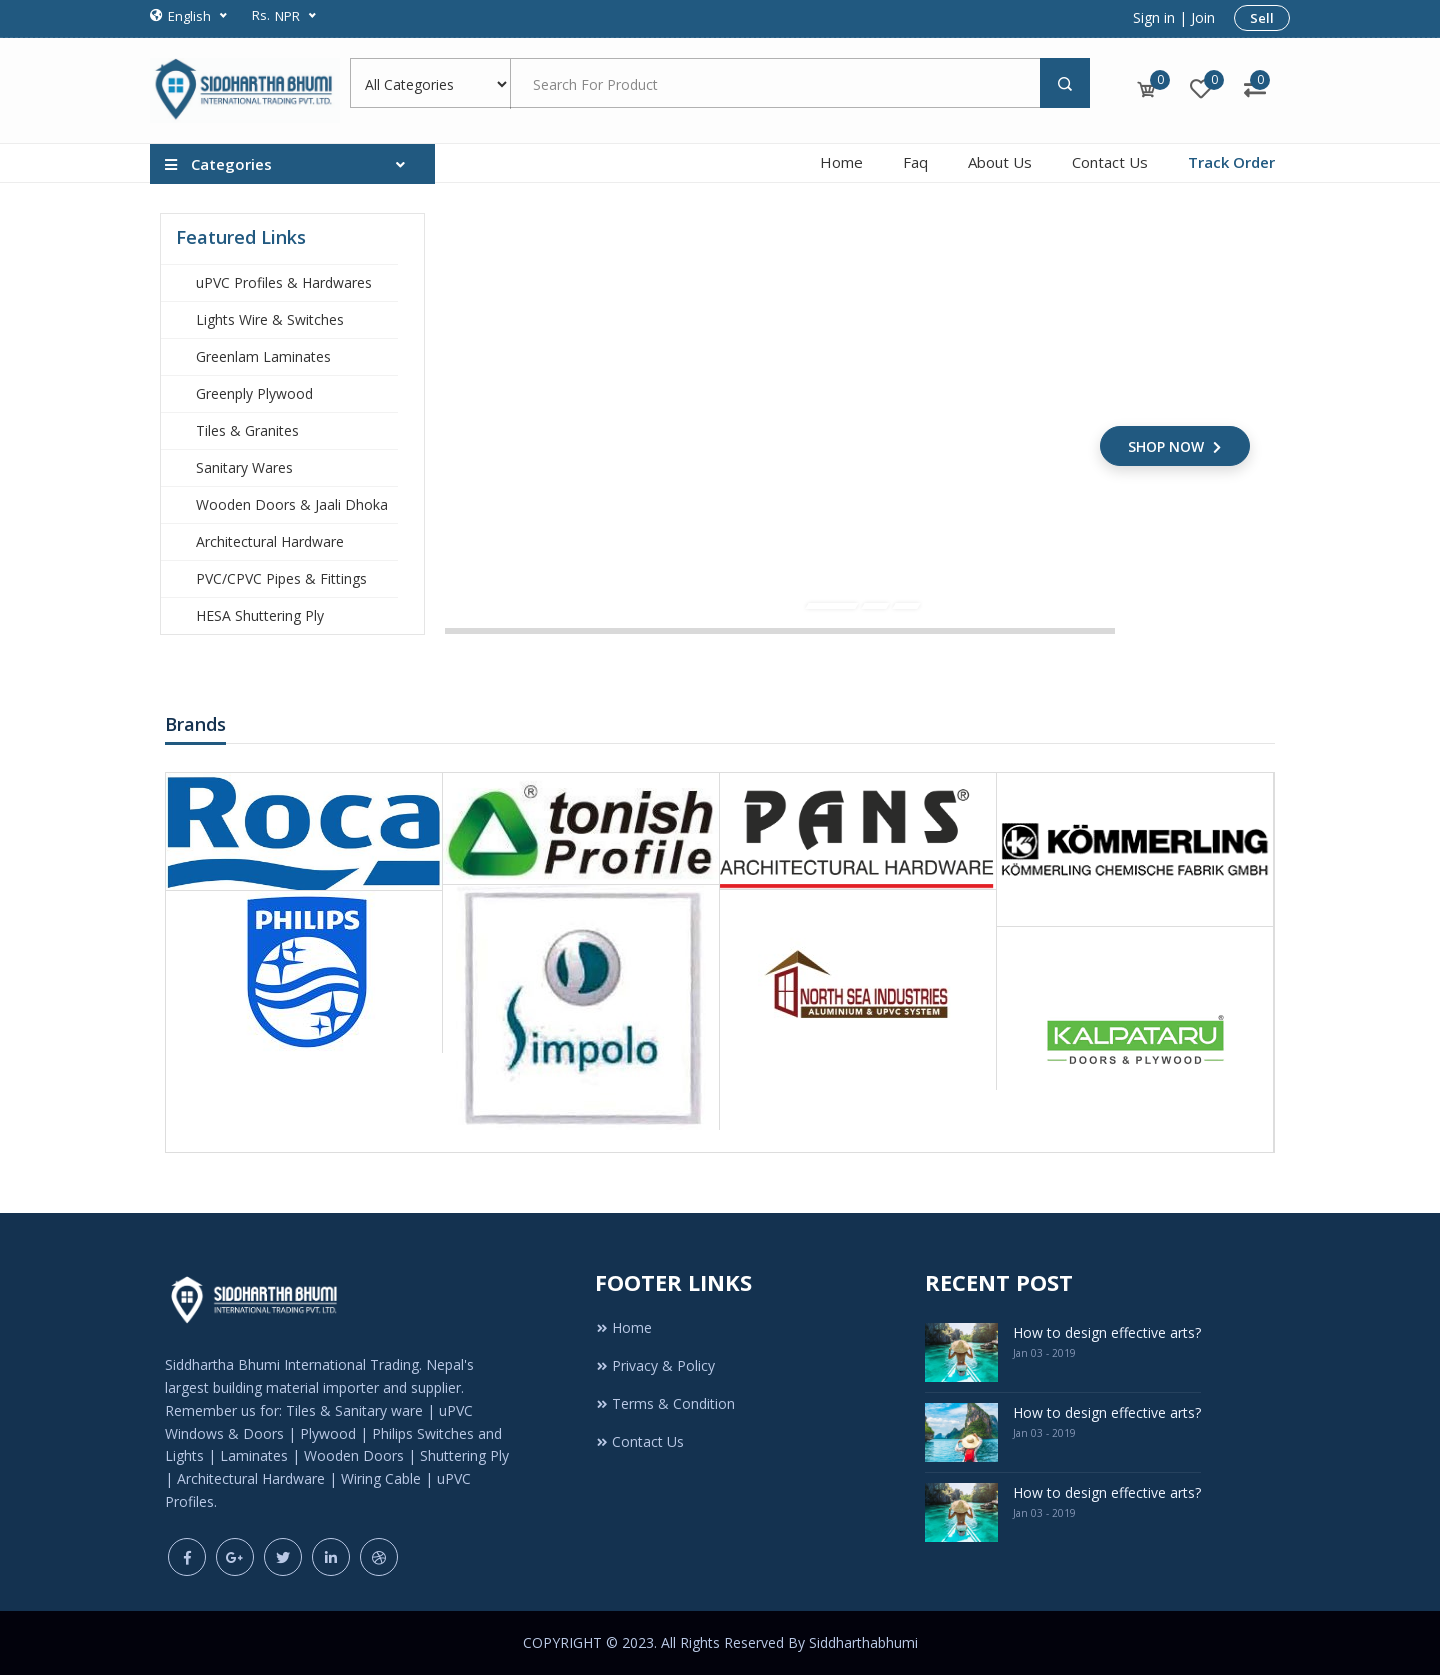 English Rs. NPR Sign in | Join Sell
SIDDHARTHA BHUMI
INTERNATIONAL TRADING PVT. LTD.
All Categories Search For Product 0 0 0
Categories Home Faq About Us Contact Us Track Order
Featured Links
uPVC Profiles & Hardwares
Lights Wire & Switches
Greenlam Laminates
Greenply Plywood
Tiles & Granites
Sanitary Wares
Wooden Doors & Jaali Dhoka
Architectural Hardware
PVC/CPVC Pipes & Fittings
HESA Shuttering Ply
SHOP NOW
Brands
Roca
®
tonish
Profile
PANS®
ARCHITECTURAL HARDWARE
KÖMMERLING
KÖMMERLING CHEMISCHE FABRIK GMBH
PHILIPS
Simpolo
NORTH SEA INDUSTRIES
ALUMINIUM & UPVC SYSTEM
KALPATARU®
DOORS & PLYWOOD
SIDDHARTHA BHUMI
INTERNATIONAL TRADING PVT. LTD.
Siddhartha Bhumi International Trading. Nepal's
largest building material importer and supplier.
Remember us for: Tiles & Sanitary ware | uPVC
Windows & Doors | Plywood | Philips Switches and
Lights | Laminates | Wooden Doors | Shuttering Ply
| Architectural Hardware | Wiring Cable | uPVC
Profiles.
FOOTER LINKS
Home
Privacy & Policy
Terms & Condition
Contact Us
RECENT POST
How to design effective arts?
Jan 03 - 2019
How to design effective arts?
Jan 03 - 2019
How to design effective arts?
Jan 03 - 2019
COPYRIGHT © 2023. All Rights Reserved By Siddharthabhumi